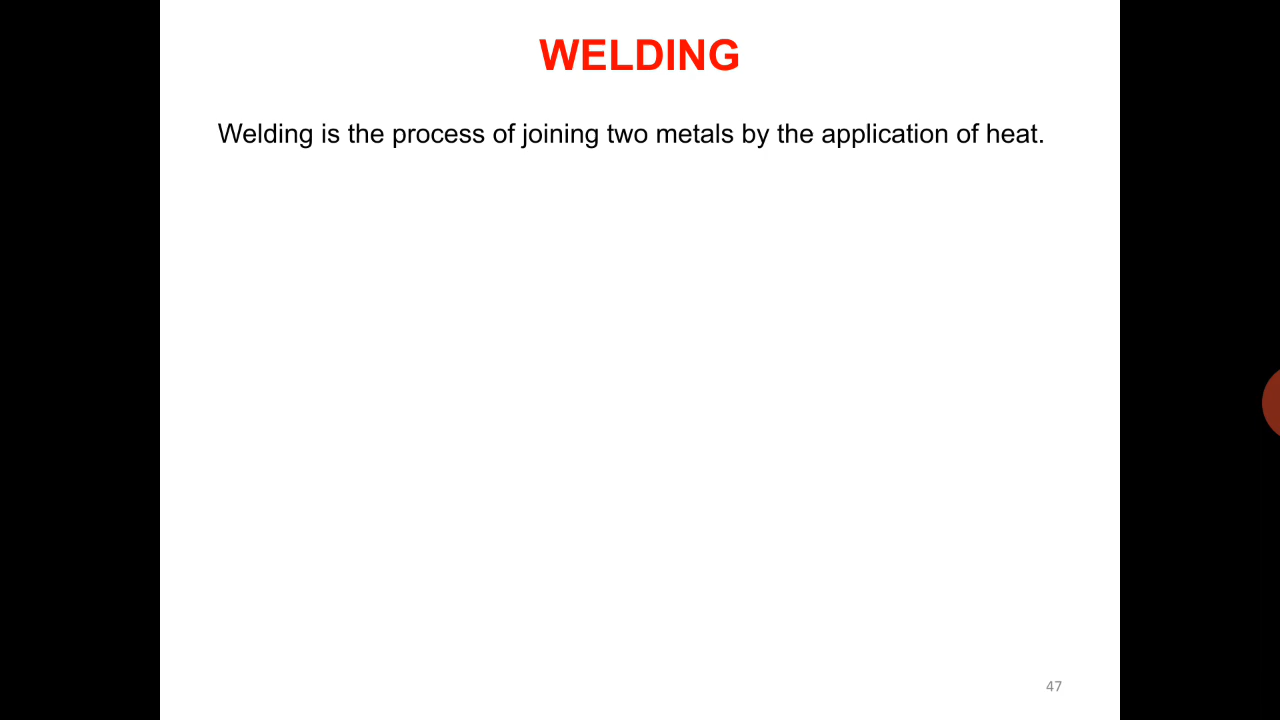 WELDING
Welding is the process of joining two metals by the application of heat.
47